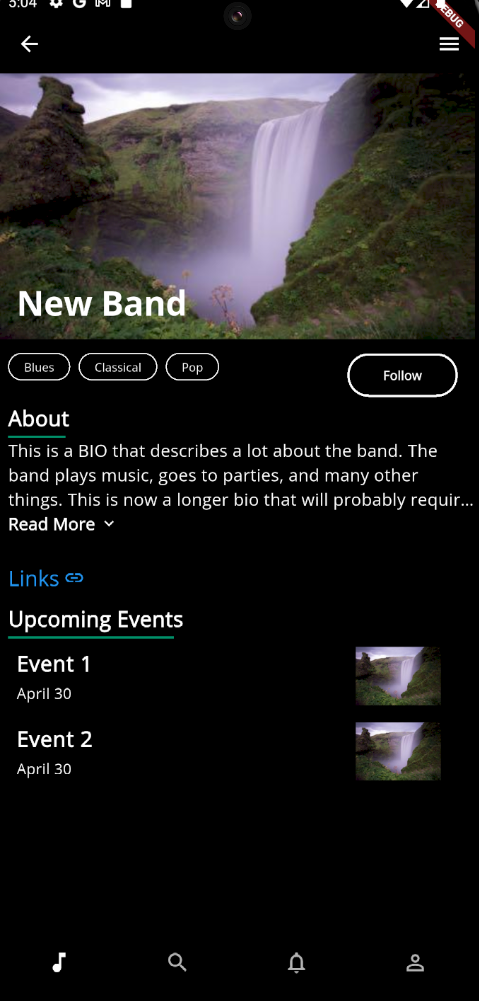 5:04
DEBUG
New Band
Blues Classical Pop
Follow
About
This is a BIO that describes a lot about the band. The
band plays music, goes to parties, and many other
things. This is now a longer bio that will probably requir...
Read More
Links
Upcoming Events
Event 1
April 30
Event 2
April 30